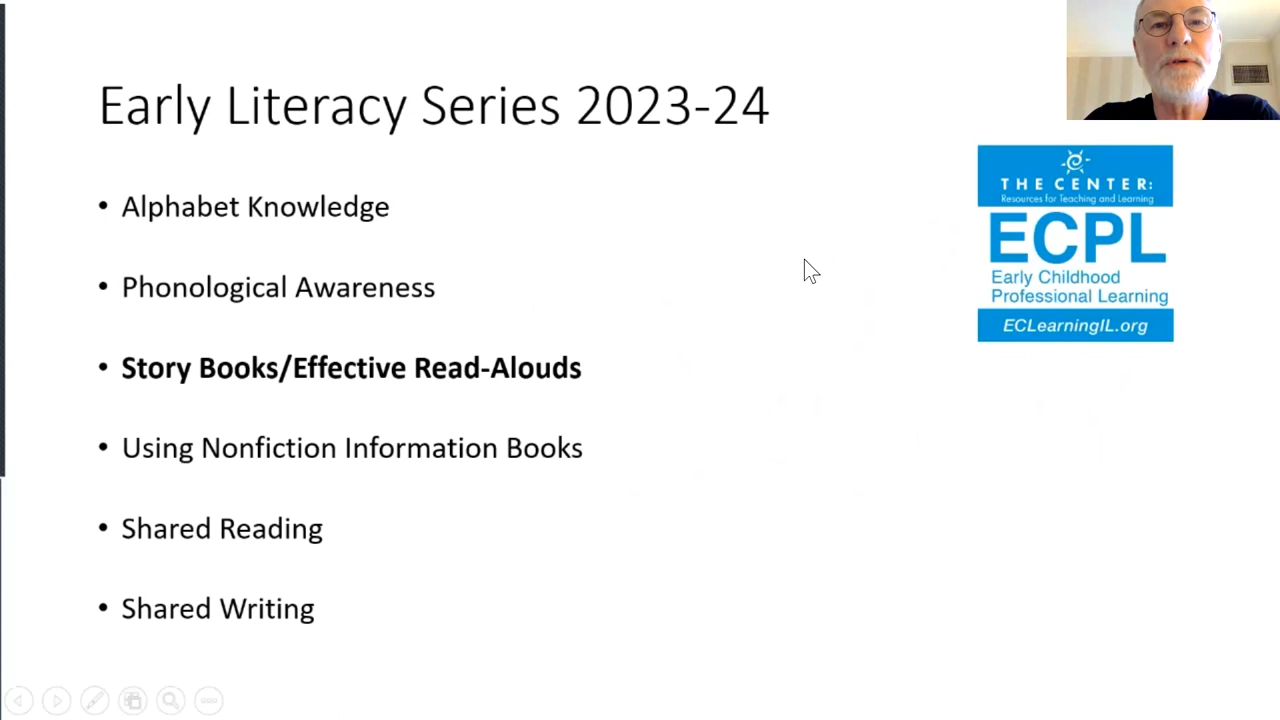 Early Literacy Series 2023-24
• Alphabet Knowledge
• Phonological Awareness
• Story Books/Effective Read-Alouds
• Using Nonfiction Information Books
• Shared Reading
• Shared Writing
THE CENTER:
Resources for Teaching and Learning
ECPL
Early Childhood
Professional Learning
ECLearningIL.org